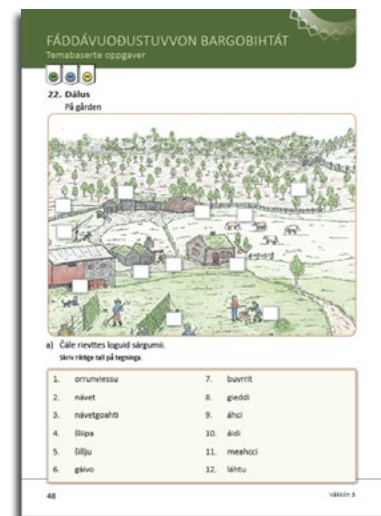 FÁDDÁVUOĐUSTUVVON BARGOBIHTÁT
Temabaserte oppgaver
22. Dálus
På gården
a) Čále rievttes loguid sárgumii.
Skriv riktige tall på tegninga.
1. orrunviessu
2. návet
3. návetgoahti
4. šliipa
5. šillju
6. gáivo
7. buvrrit
8. gieddi
9. áhci
10. áidi
11. meahcci
12. láhtu
48